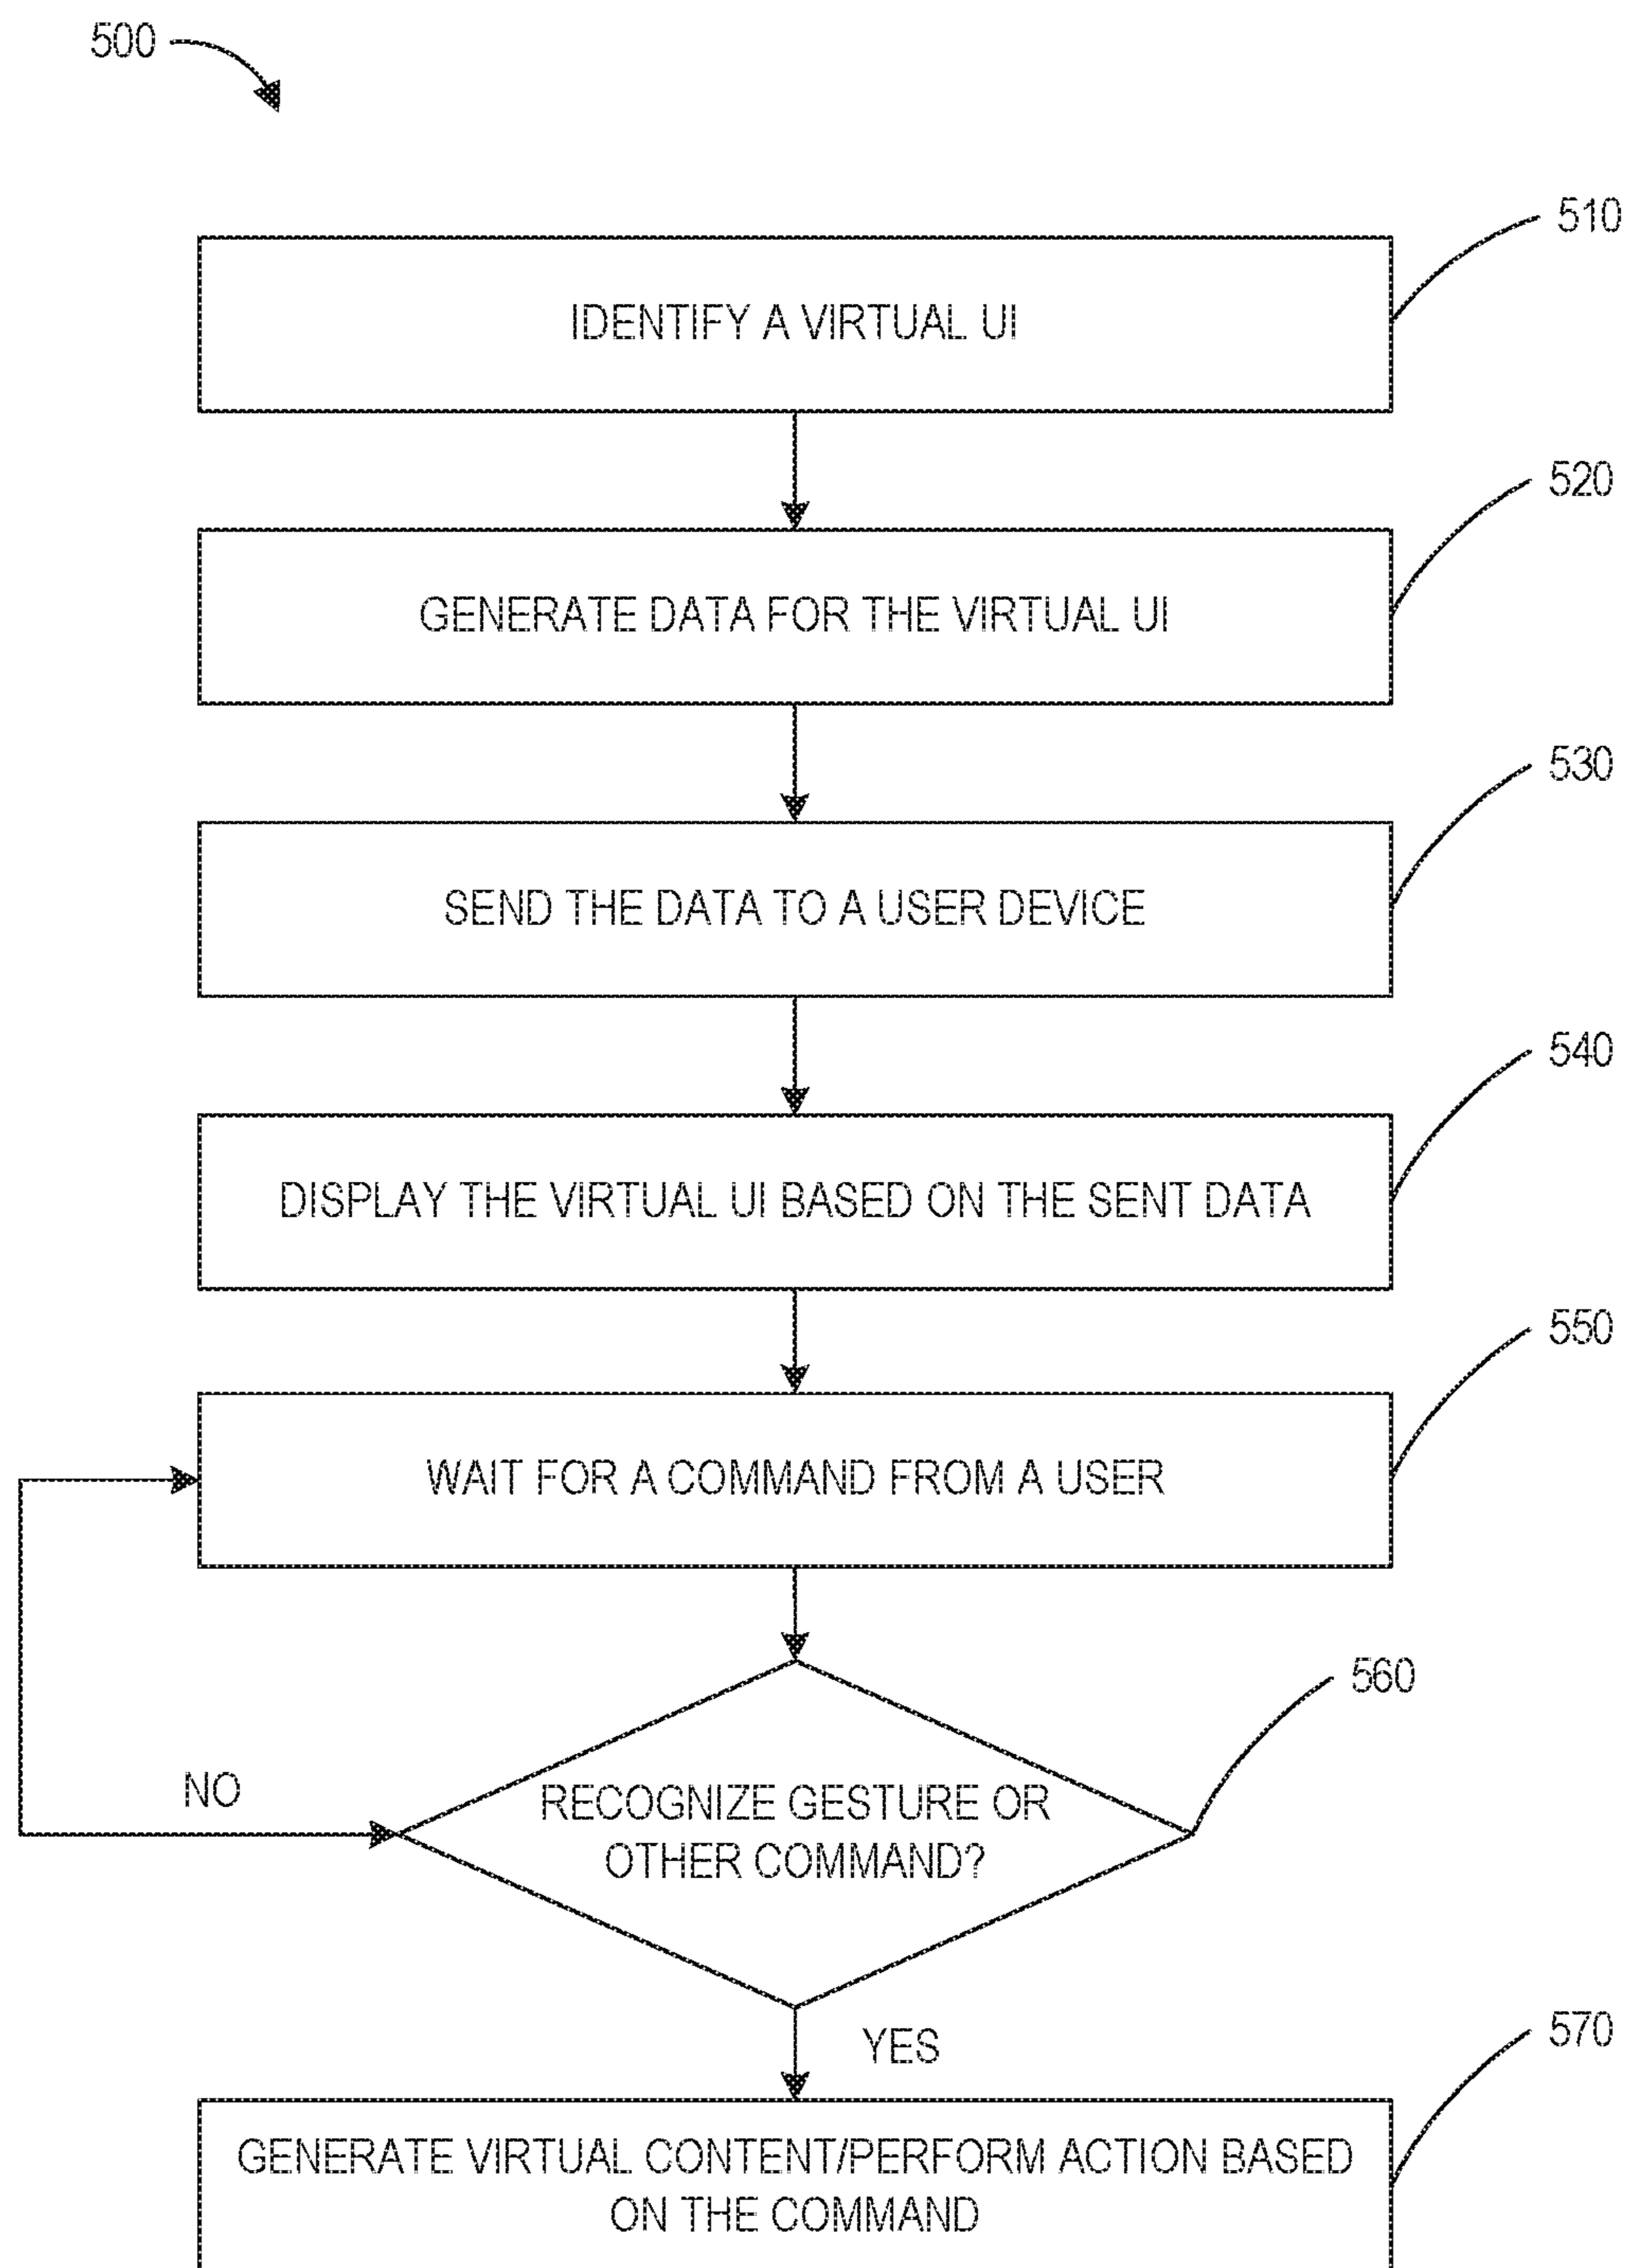 500
510
IDENTIFY A VIRTUAL UI
520
GENERATE DATA FOR THE VIRTUAL UI
530
SEND THE DATA TO A USER DEVICE
540
DISPLAY THE VIRTUAL UI BASED ON THE SENT DATA
550
WAIT FOR A COMMAND FROM A USER
560
NO
RECOGNIZE GESTURE OR
OTHER COMMAND?
YES
570
GENERATE VIRTUAL CONTENT/PERFORM ACTION BASED
ON THE COMMAND